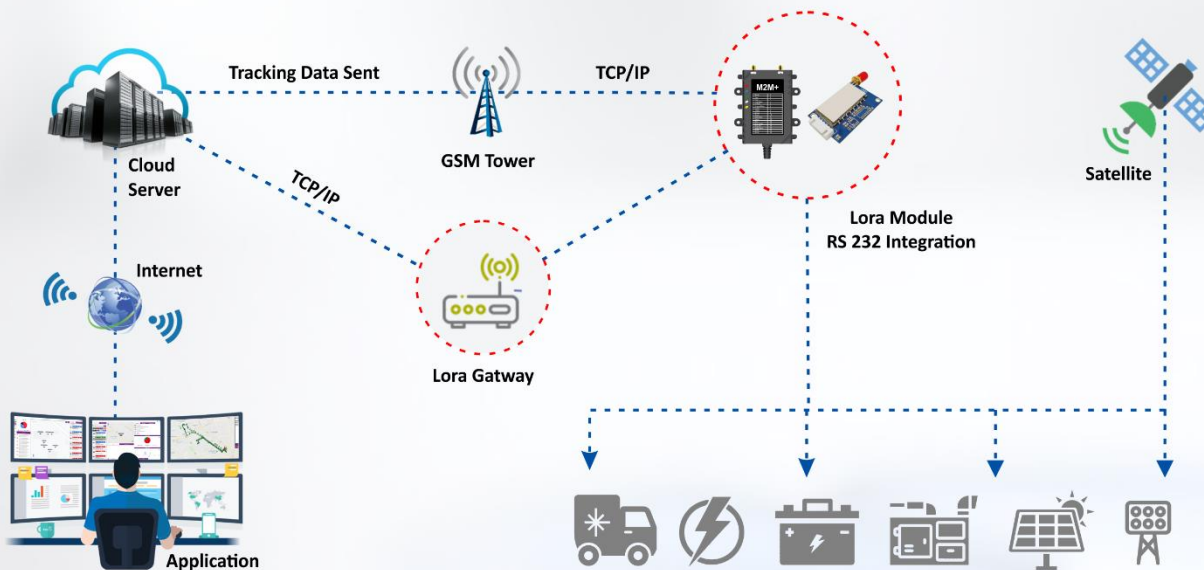 Tracking Data Sent
TCP/IP
M2M+
GSM Tower
Cloud
Server
TCP/IP
Satellite
Lora Module
RS 232 Integration
Internet
Lora Gatway
Application